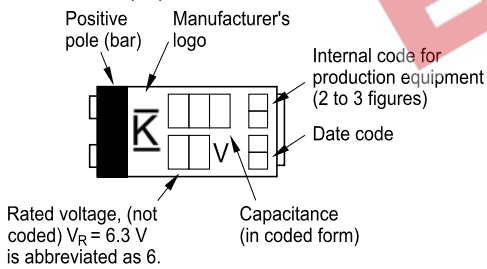 Positive
pole (bar)
Manufacturer's
logo
Internal code for
production equipment
(2 to 3 figures)
Date code
K
V
Rated voltage, (not
coded) VR = 6.3 V
is abbreviated as 6.
Capacitance
(in coded form)